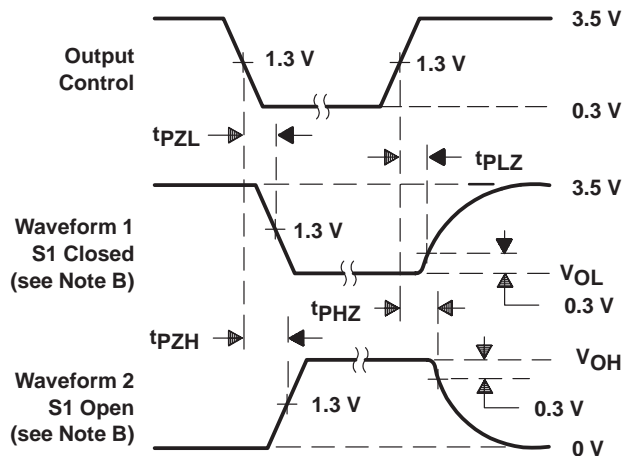 3.5 V
Output
Control
1.3 V
1.3 V
0.3 V
tPZL
tPLZ
3.5 V
Waveform 1
S1 Closed
(see Note B)
1.3 V
VOL
0.3 V
tPHZ
tPZH
VOH
Waveform 2
S1 Open
(see Note B)
1.3 V
0.3 V
0 V